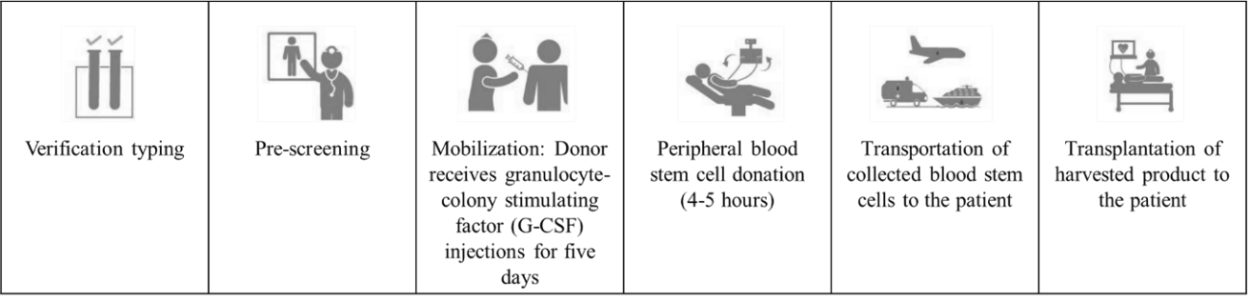 Verification typing
Pre-screening
Mobilization: Donor
receives granulocyte-
colony stimulating
factor (G-CSF)
injections for five
days
Peripheral blood
stem cell donation
(4-5 hours)
Transportation of
collected blood stem
cells to the patient
Transplantation of
harvested product to
the patient